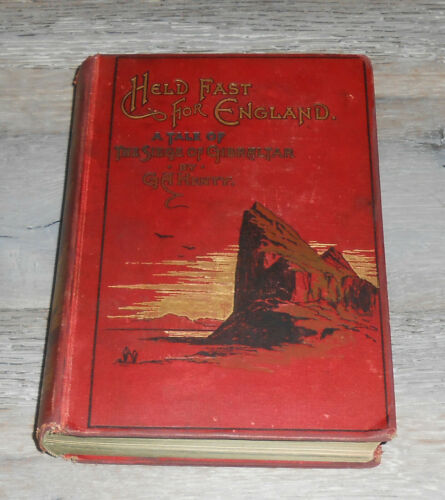 HELD FAST
FOR ENGLAND.
A TALE OF
THE SIEGE OF GIBRALTAR
· BY ·
G. A. HENTY.